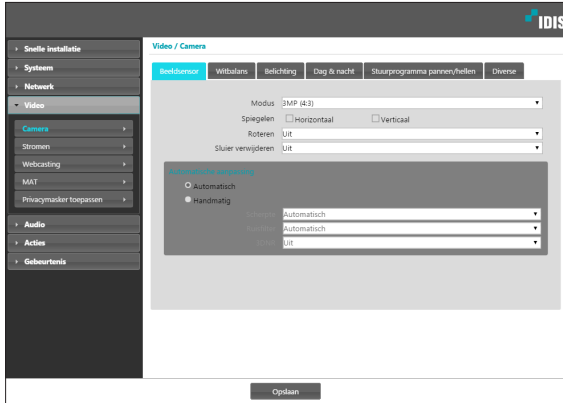 IDIS
Snelle installatie
Systeem
Netwerk
Video
Camera
Stromen
Webcasting
MAT
Privacymasker toepassen
Audio
Acties
Gebeurtenis
Video / Camera
Beeldsensor Witbalans Belichting Dag & nacht Stuurprogramma pannen/hellen Diverse
Modus 3MP (4:3)
Spiegelen Horizontaal Verticaal
Roteren Uit
Sluier verwijderen Uit
Automatisch
Handmatig
Automatisch
Automatisch
Uit
Opslaan